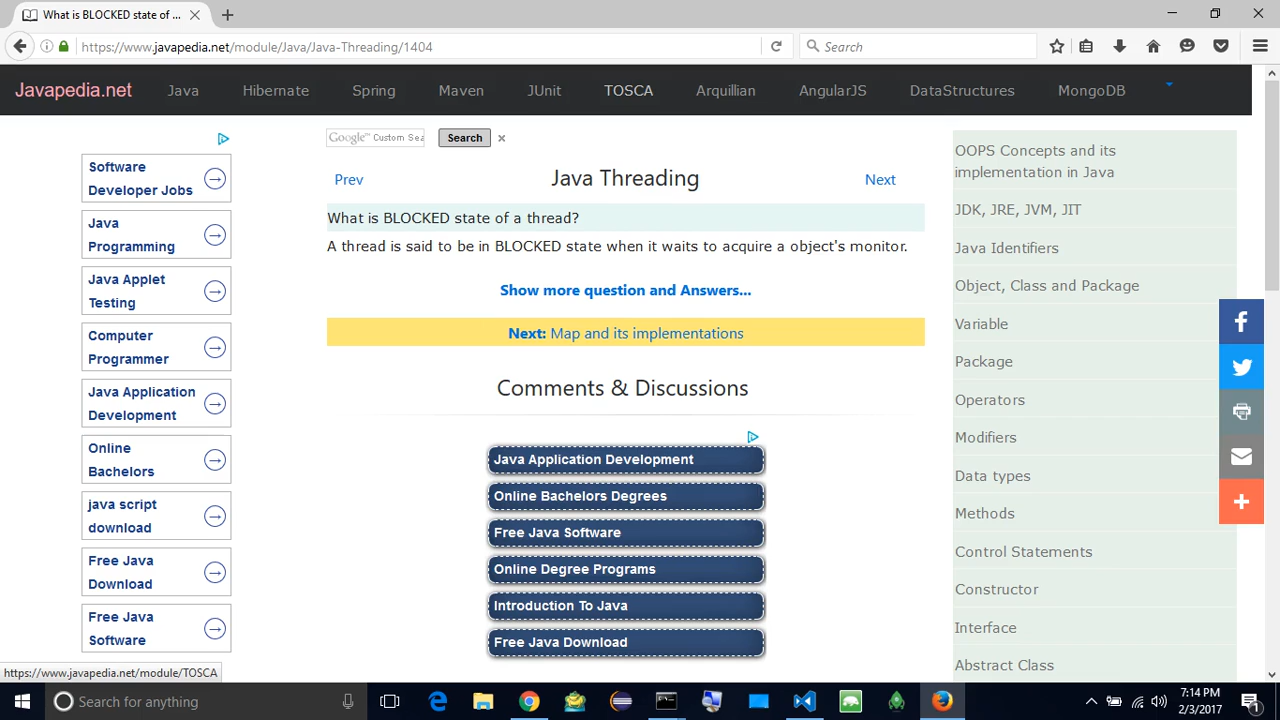 What is BLOCKED state of ...
https://www.javapedia.net/module/Java/Java-Threading/1404
Search
Javapedia.net
Java
Hibernate
Spring
Maven
JUnit
TOSCA
Arquillian
AngularJS
DataStructures
MongoDB
Software
Developer Jobs
Java
Programming
Java Applet
Testing
Computer
Programmer
Java Application
Development
Online
Bachelors
java script
download
Free Java
Download
Free Java
Software
Google™ Custom Sea
Search
Prev
Java Threading
Next
What is BLOCKED state of a thread?
A thread is said to be in BLOCKED state when it waits to acquire a object's monitor.
Show more question and Answers...
Next: Map and its implementations
Comments & Discussions
Java Application Development
Online Bachelors Degrees
Free Java Software
Online Degree Programs
Introduction To Java
Free Java Download
OOPS Concepts and its
implementation in Java
JDK, JRE, JVM, JIT
Java Identifiers
Object, Class and Package
Variable
Package
Operators
Modifiers
Data types
Methods
Control Statements
Constructor
Interface
Abstract Class
https://www.javapedia.net/module/TOSCA
Search for anything
7:14 PM
2/3/2017
1